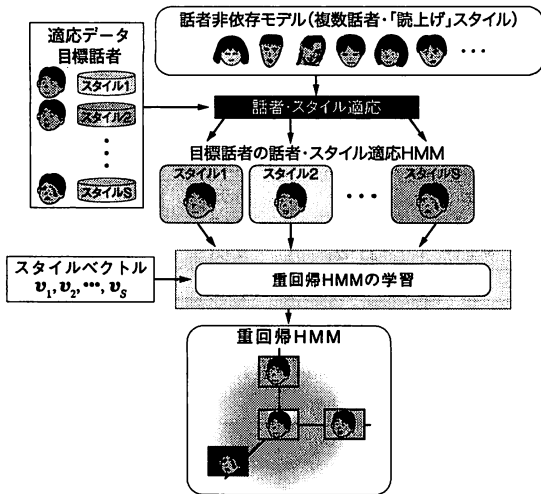 話者非依存モデル(複数話者・「読上げ」スタイル)
・・・
適応データ
目標話者
スタイル1
スタイル2
スタイルS
話者・スタイル適応
目標話者の話者・スタイル適応HMM
スタイル1
スタイル2
・・・
スタイルS
スタイルベクトル
v₁, v₂, ···, v_S
重回帰HMMの学習
重回帰HMM